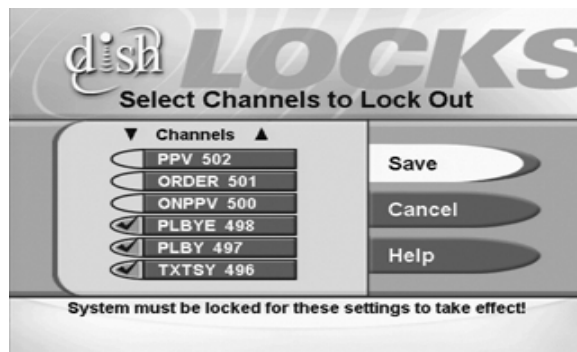 dish LOCKS
Select Channels to Lock Out
▼ Channels ▲
PPV 502
ORDER 501
ONPPV 500
PLBYE 498
PLBY 497
TXTSY 496
Save
Cancel
Help
System must be locked for these settings to take effect!